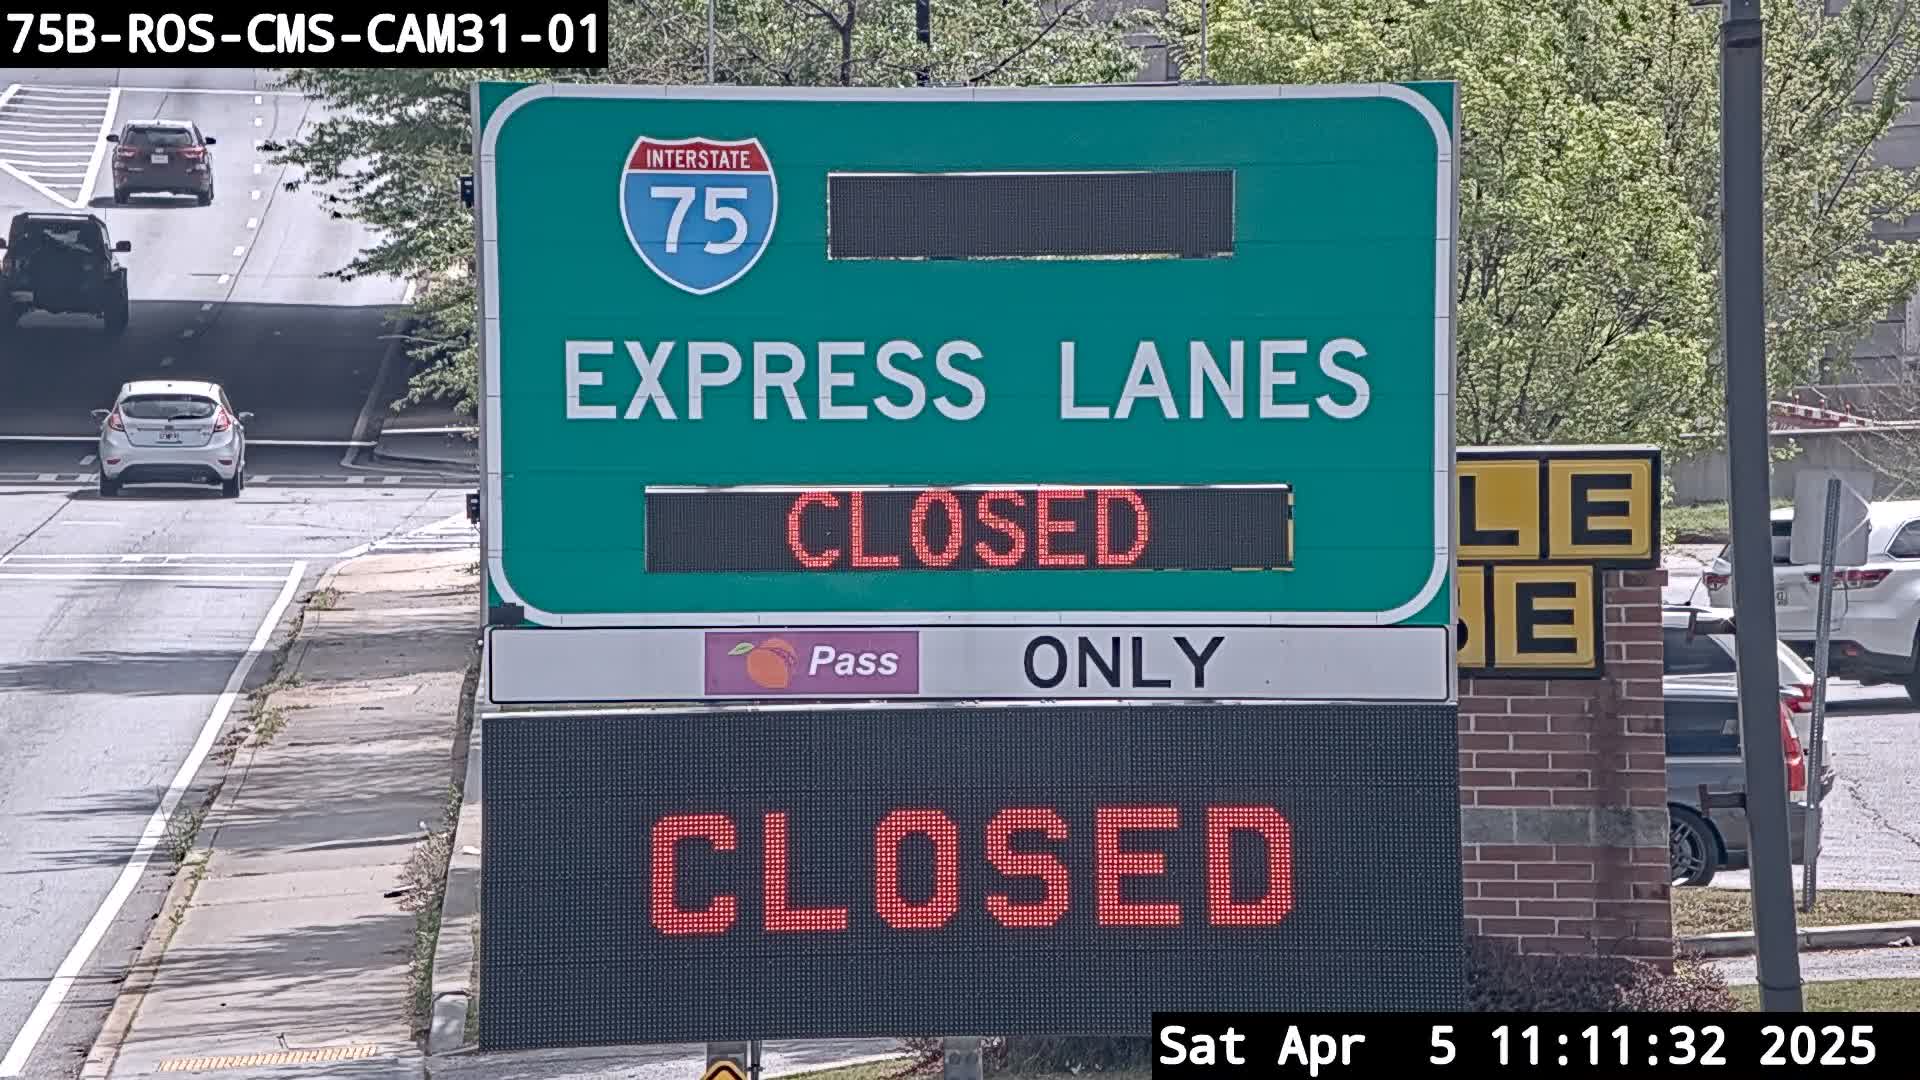 75B-ROS-CMS-CAM31-01
INTERSTATE
75
EXPRESS LANES
CLOSED
Pass ONLY
CLOSED
LE
E
Sat Apr 5 11:11:32 2025